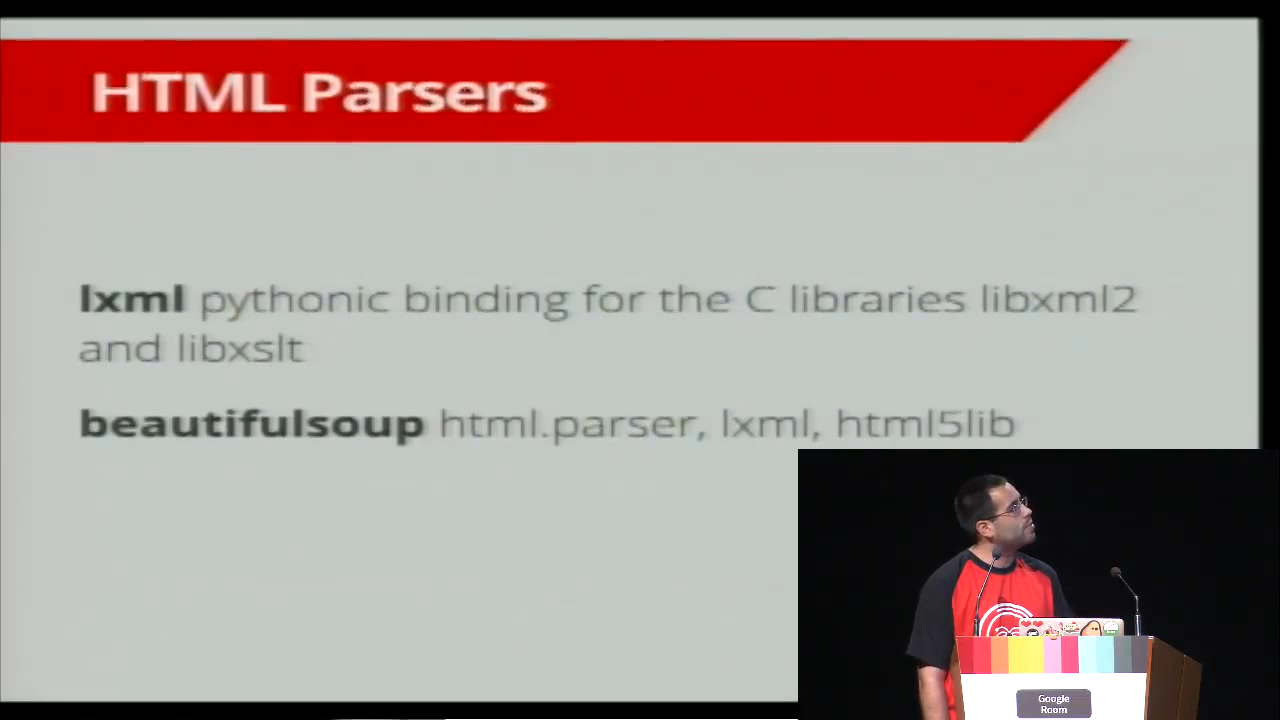 HTML Parsers
lxml pythonic binding for the C libraries libxml2
and libxslt
beautifulsoup html.parser, lxml, html5lib
Google
Room